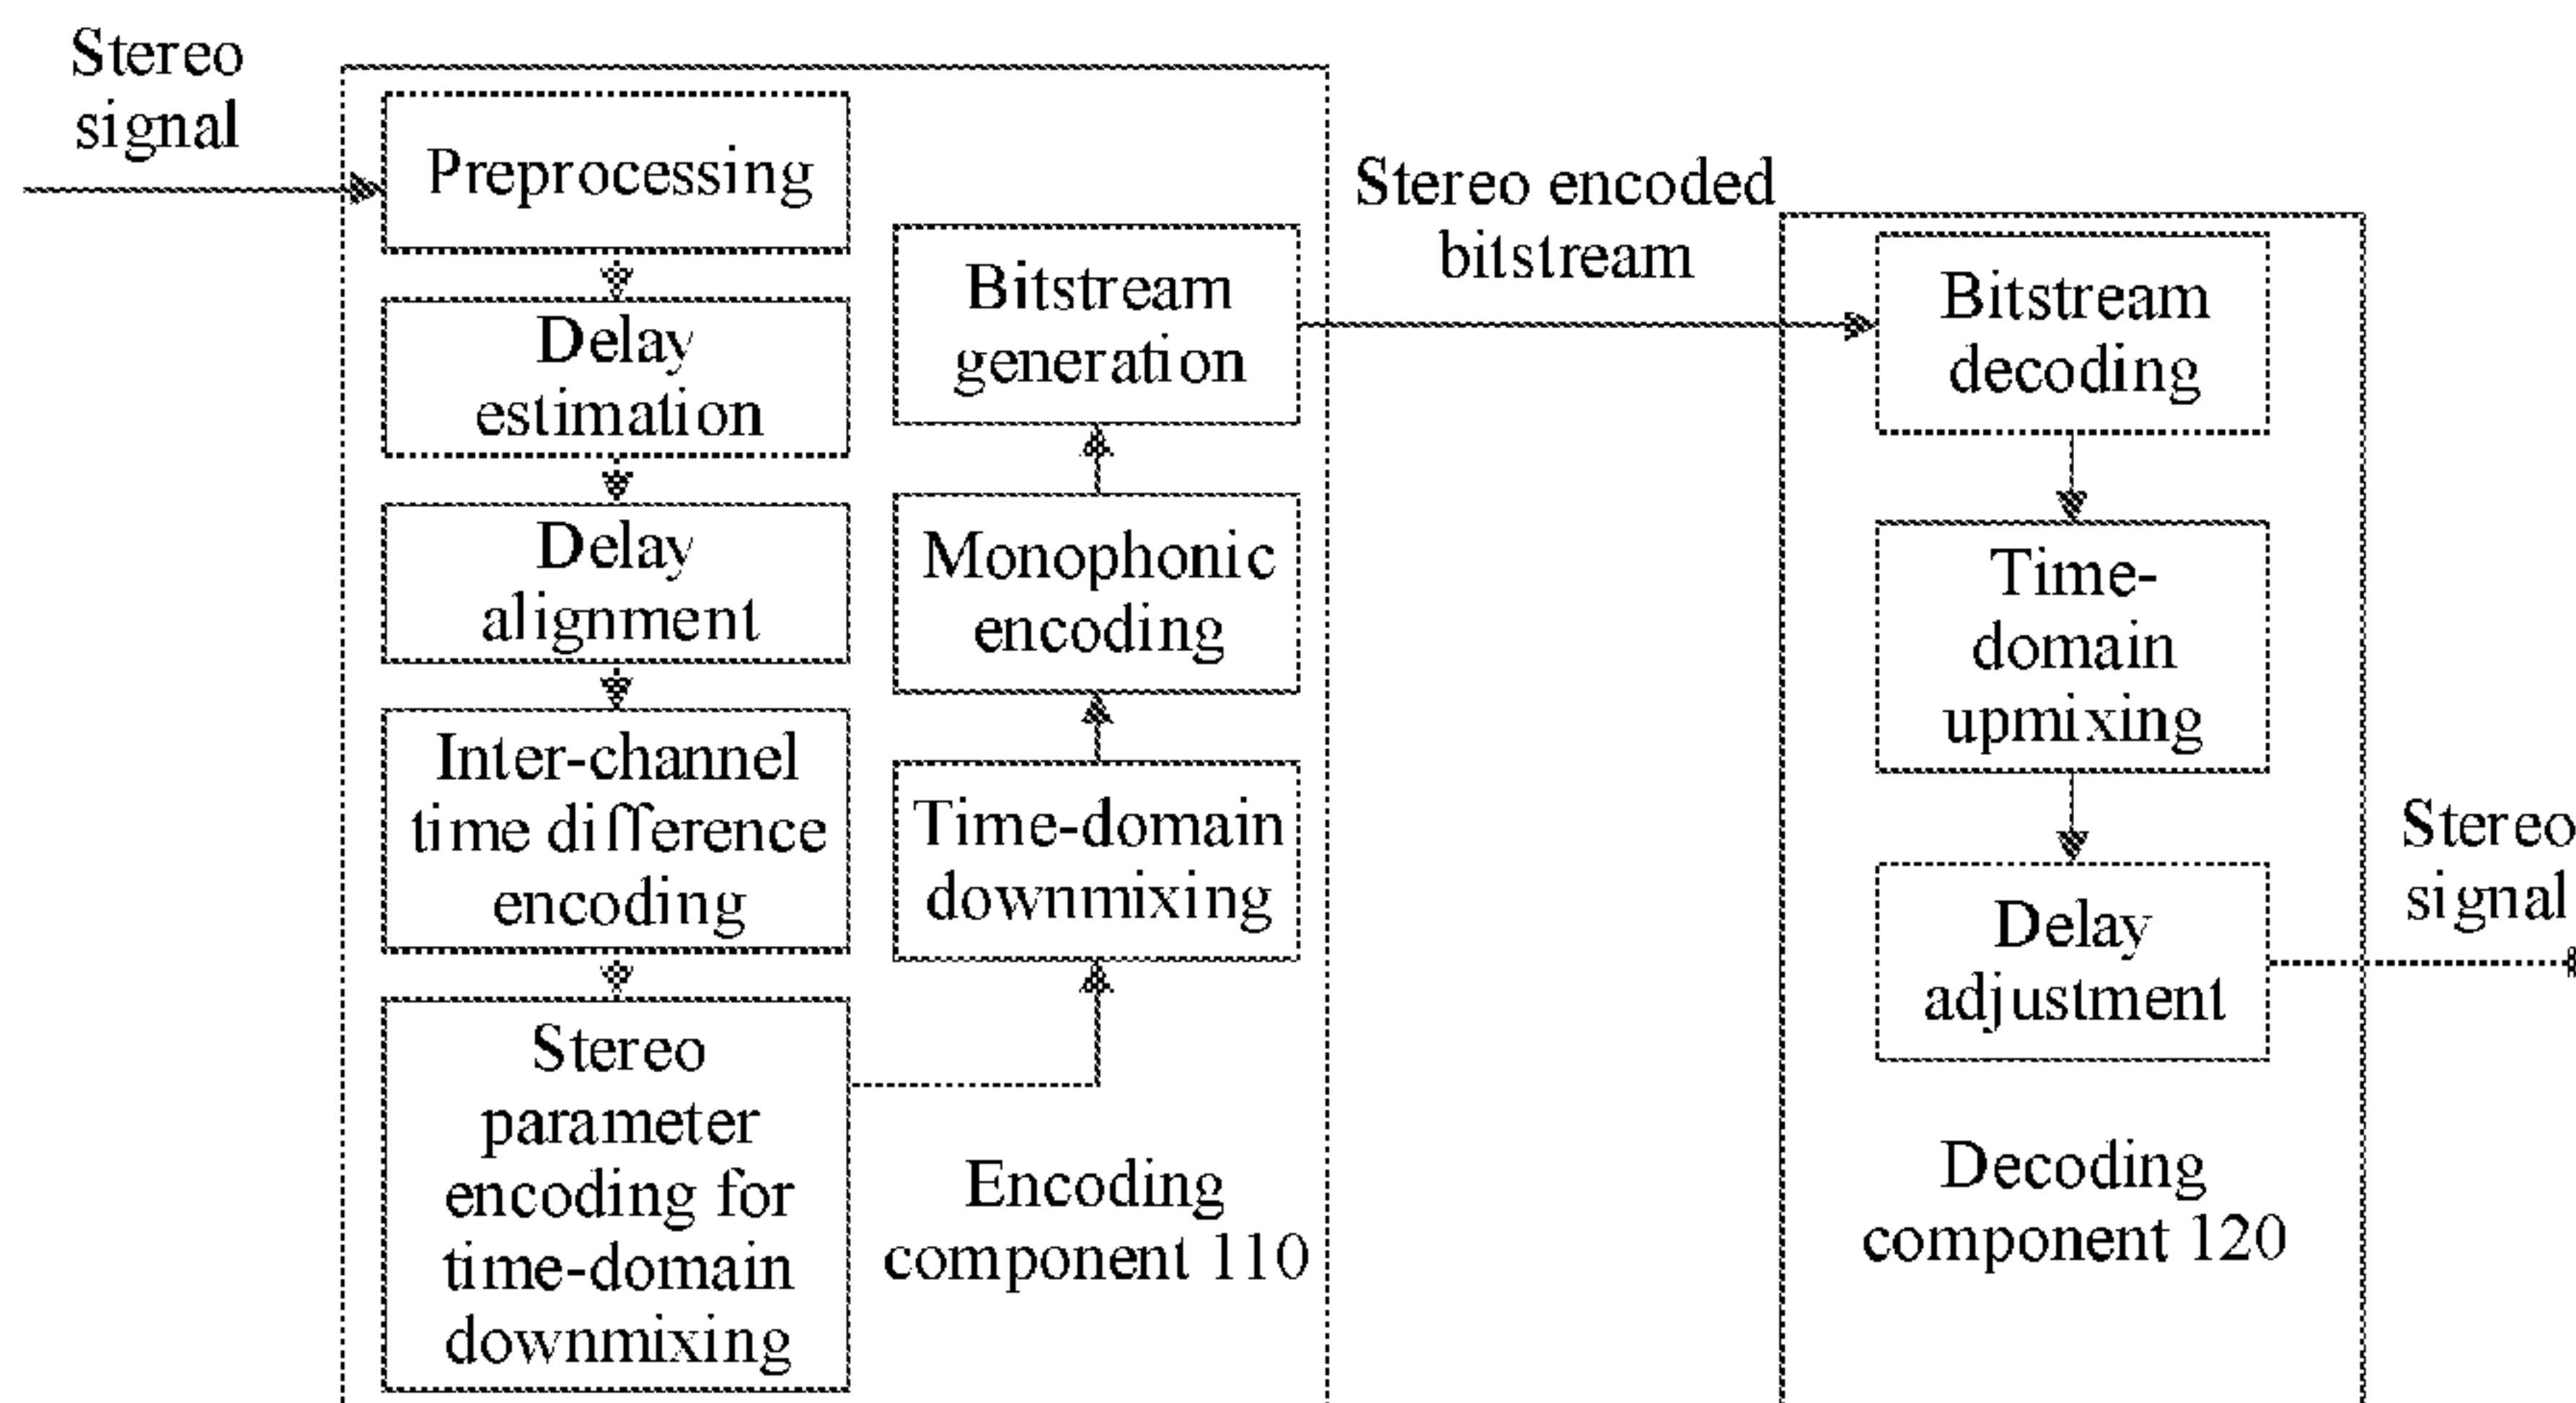 Stereo
signal
Preprocessing
Delay
estimation
Delay
alignment
Inter-channel
time difference
encoding
Stereo
parameter
encoding for
time-domain
downmixing
Bitstream
generation
Monophonic
encoding
Time-domain
downmixing
Encoding
component 110
Stereo encoded
bitstream
Bitstream
decoding
Time-
domain
upmixing
Delay
adjustment
Decoding
component 120
Stereo
signal